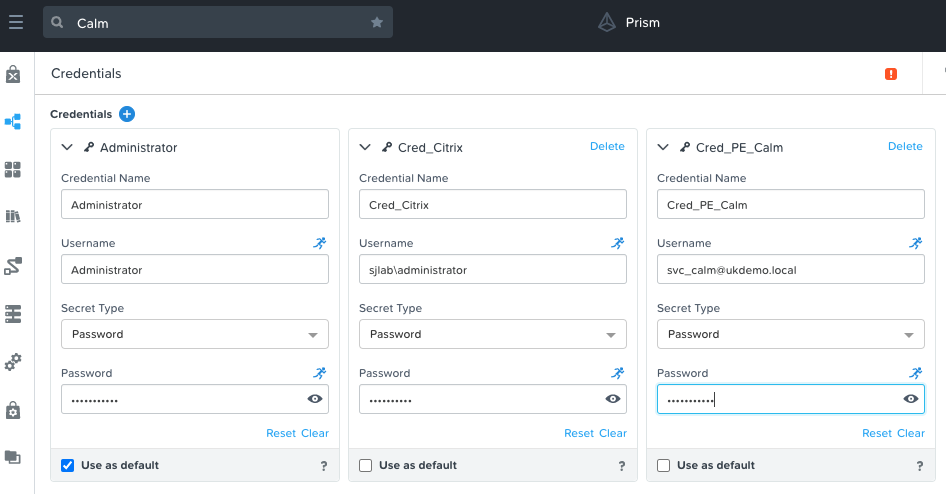 Calm
Prism
Credentials
Credentials
Administrator
Credential Name
Administrator
Username
Administrator
Secret Type
Password
Password
•••••••••••
Reset Clear
Use as default ?
Cred_Citrix Delete
Credential Name
Cred_Citrix
Username
sjlab\administrator
Secret Type
Password
Password
••••••••••
Reset Clear
Use as default ?
Cred_PE_Calm Delete
Credential Name
Cred_PE_Calm
Username
svc_calm@ukdemo.local
Secret Type
Password
Password
•••••••••••
Reset Clear
Use as default ?